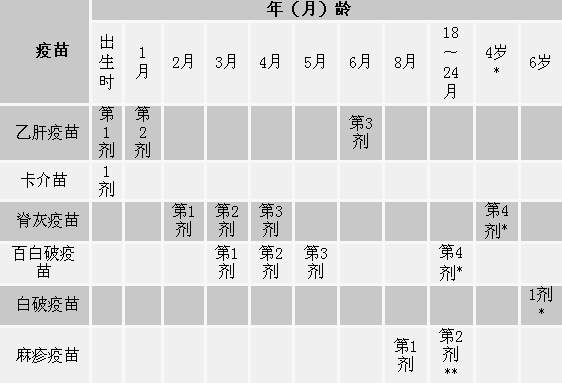 年（月）龄
疫苗 出生时 1月 2月 3月 4月 5月 6月 8月 18～24月 4岁* 6岁
乙肝疫苗 第1剂 第2剂 第3剂
卡介苗 1剂
脊灰疫苗 第1剂 第2剂 第3剂 第4剂*
百白破疫苗 第1剂 第2剂 第3剂 第4剂*
白破疫苗 1剂*
麻疹疫苗 第1剂 第2剂**